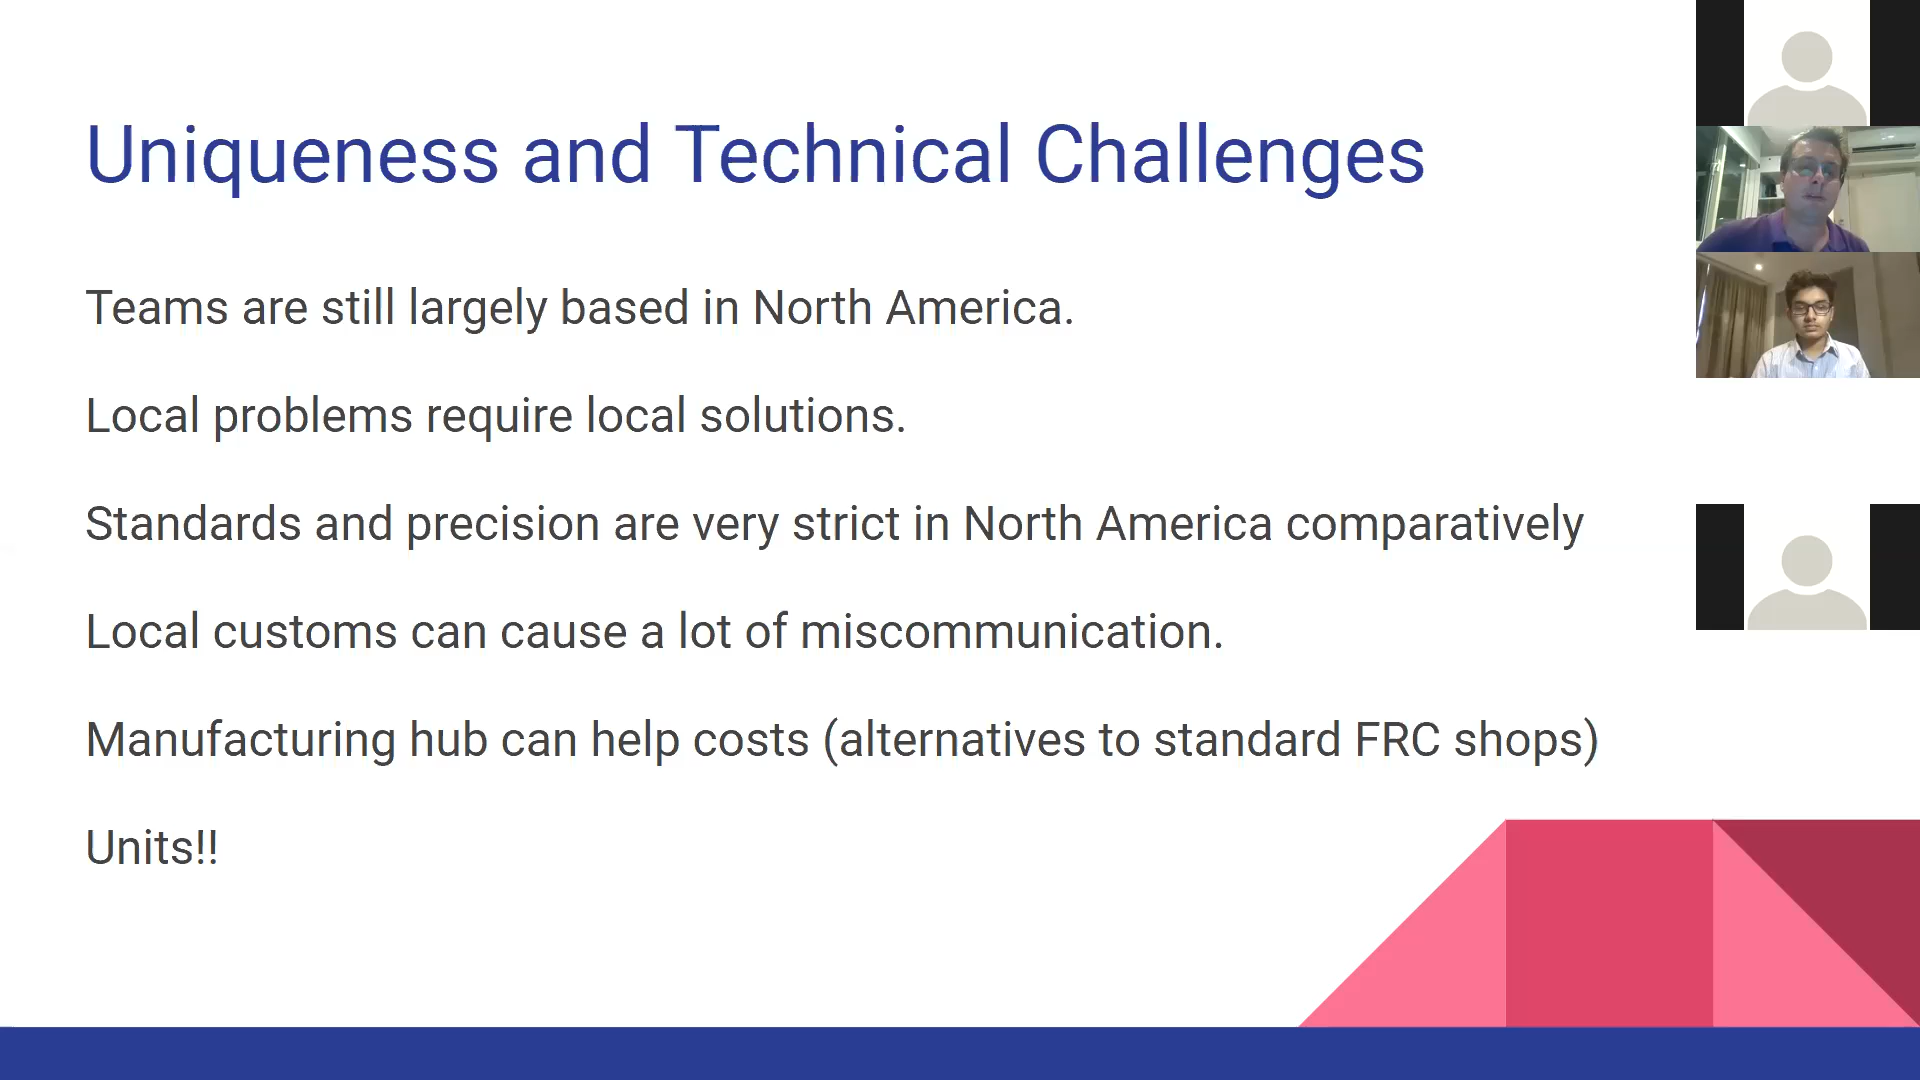 Uniqueness and Technical Challenges
Teams are still largely based in North America.
Local problems require local solutions.
Standards and precision are very strict in North America comparatively
Local customs can cause a lot of miscommunication.
Manufacturing hub can help costs (alternatives to standard FRC shops)
Units!!